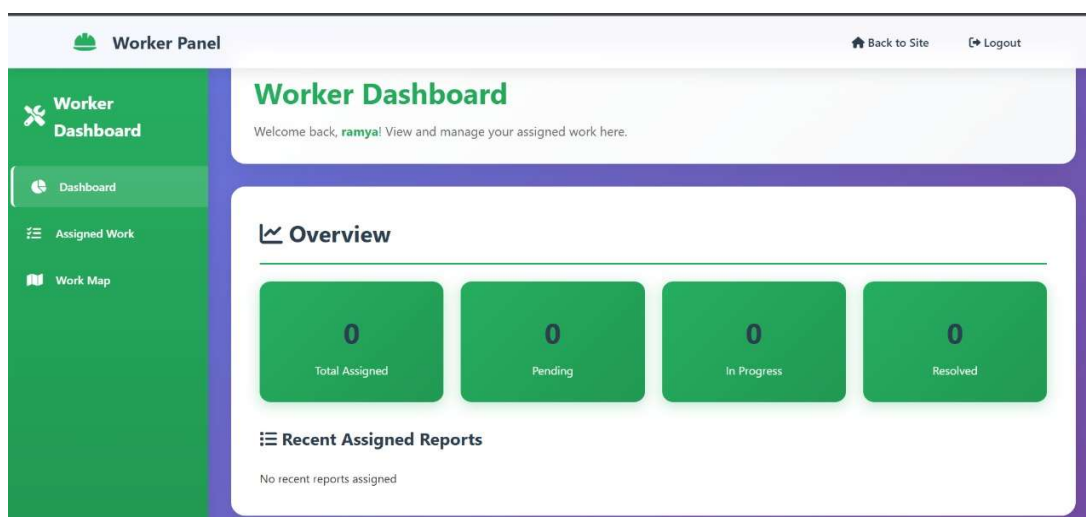 Worker Panel
Back to Site
Logout
Worker
Dashboard
Dashboard
Assigned Work
Work Map
Worker Dashboard
Welcome back, ramya! View and manage your assigned work here.
Overview
0
Total Assigned
0
Pending
0
In Progress
0
Resolved
Recent Assigned Reports
No recent reports assigned